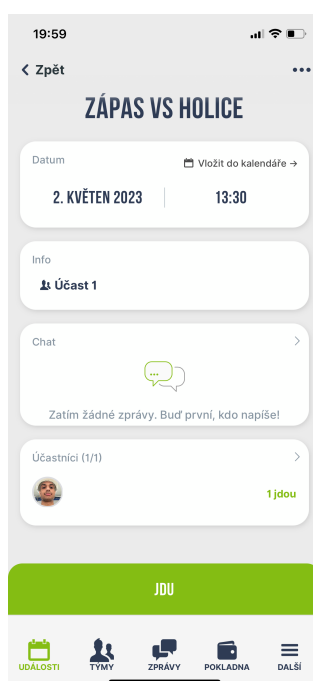 19:59
Zpět
ZÁPAS VS HOLICE
Datum
Vložit do kalendáře →
2. KVĚTEN 2023
13:30
Info
Účast 1
Chat
Zatím žádné zprávy. Buď první, kdo napíše!
Účastníci (1/1)
1 jdou
JDU
UDÁLOSTI
TÝMY
ZPRÁVY
POKLADNA
DALŠÍ